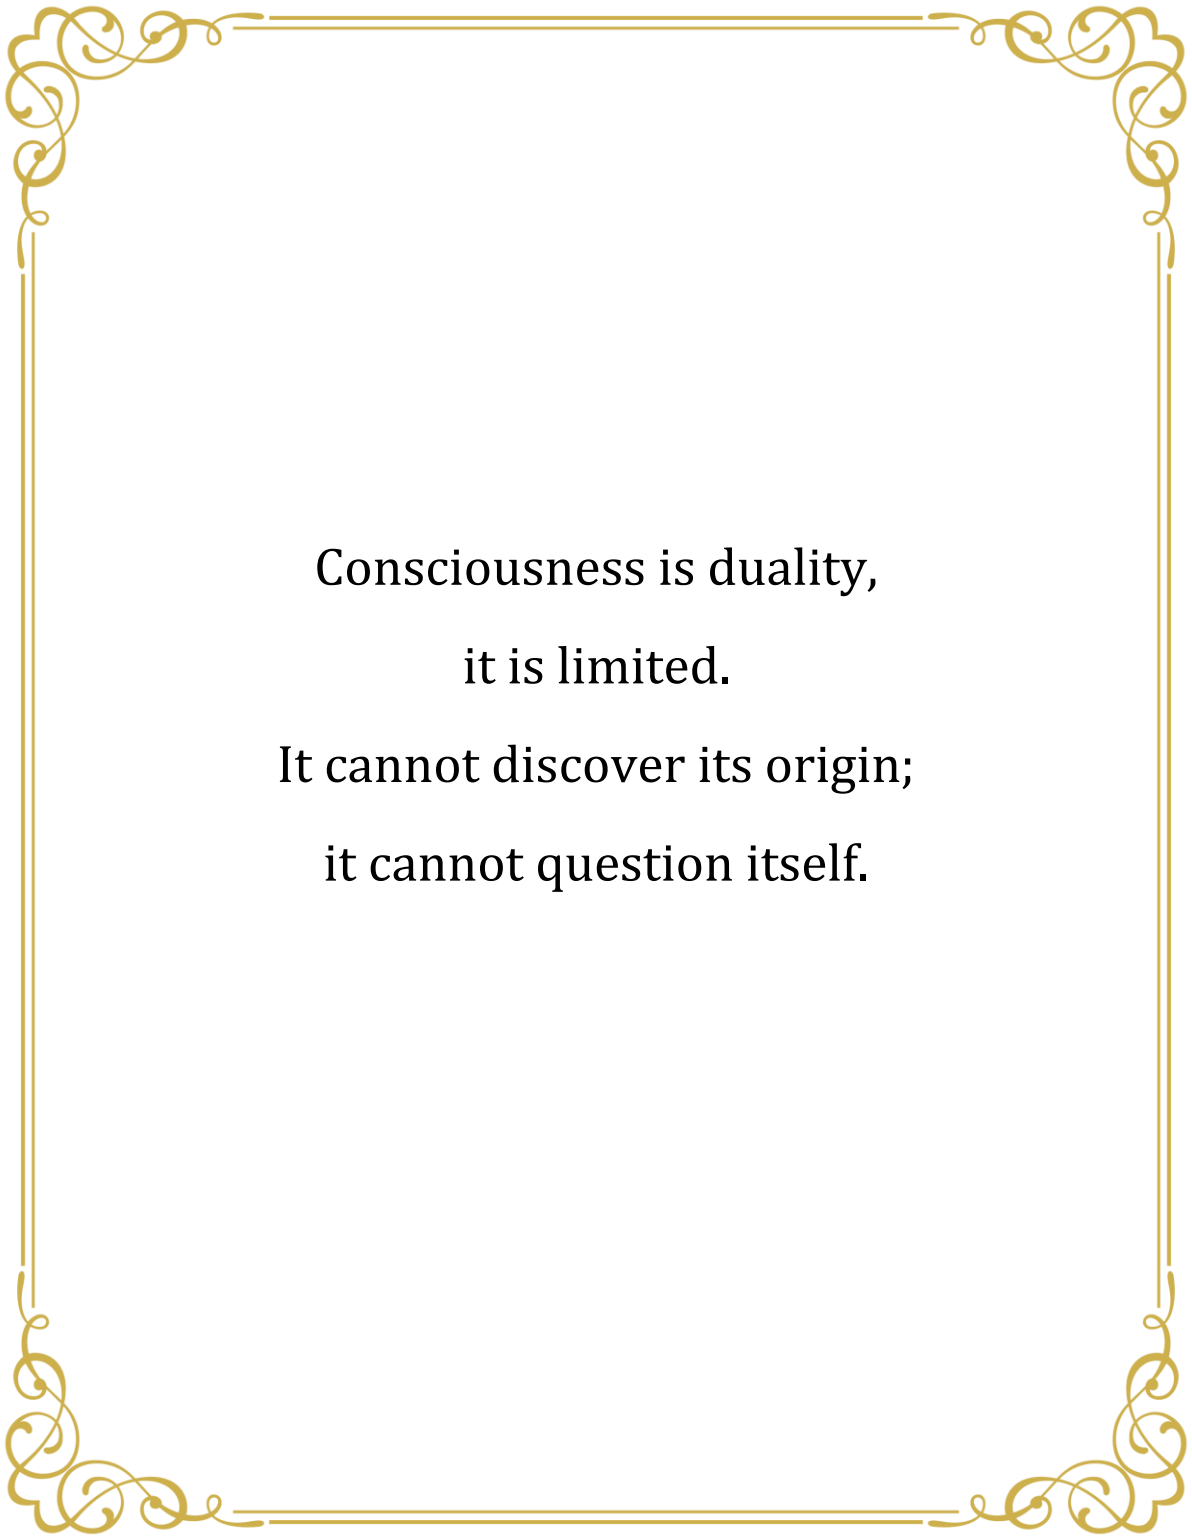 Consciousness is duality,
it is limited.
It cannot discover its origin;
it cannot question itself.